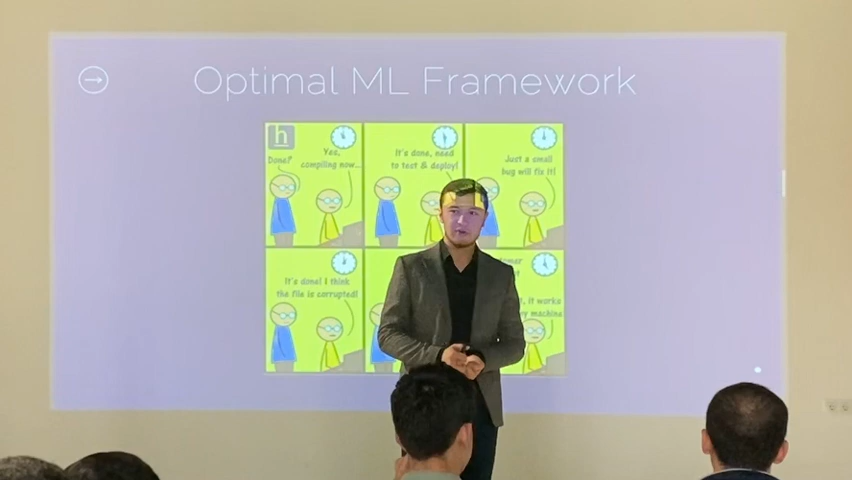 Optimal ML Framework
h
Done?
Yes,
compiling now...
It's done, need
to test & deploy!
Just a small
bug will fix it!
It's done! I think
the file is corrupted!
it works
machine